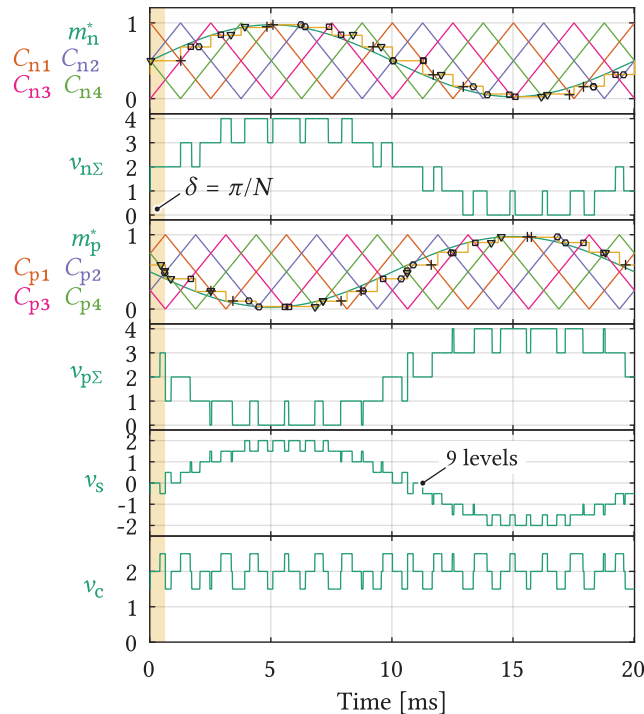 1
m*n
Cn1 Cn2
Cn3 Cn4
0
4
3
vnΣ
2
δ = π/N
1
0
1
m*p
Cp1 Cp2
Cp3 Cp4
0
4
3
vpΣ
2
1
0
2
9 levels
1
vs
0
-1
-2
2
vc
1
0
0 5 10 15 20
Time [ms]